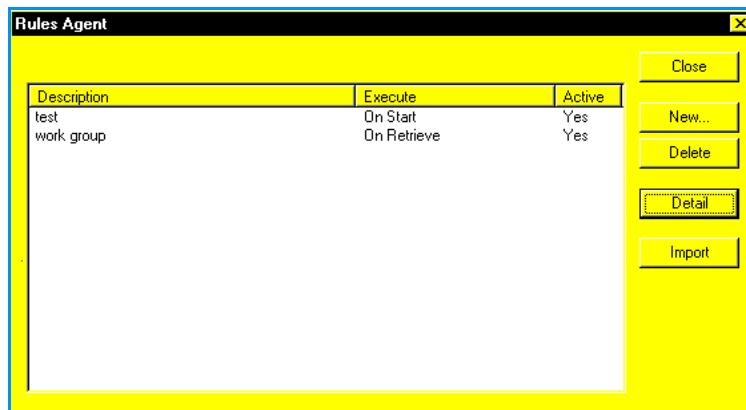 Rules Agent
Close
Description Execute Active
test On Start Yes
work group On Retrieve Yes
New...
Delete
Detail
Import